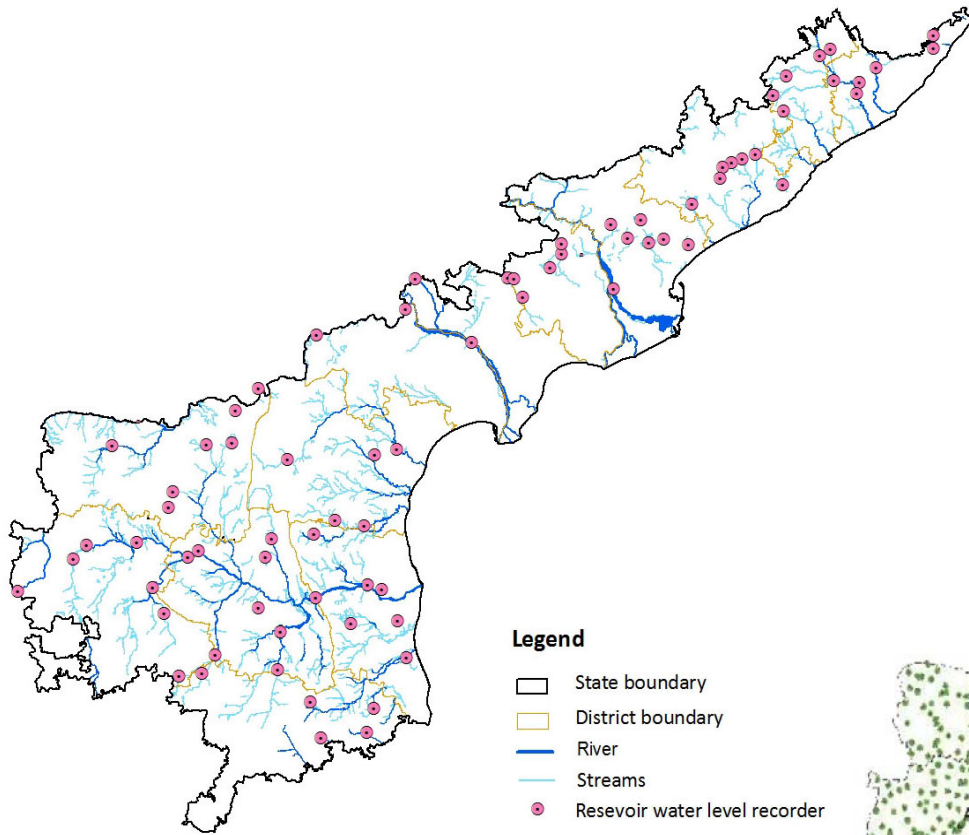 Legend
State boundary
District boundary
River
Streams
Resevoir water level recorder